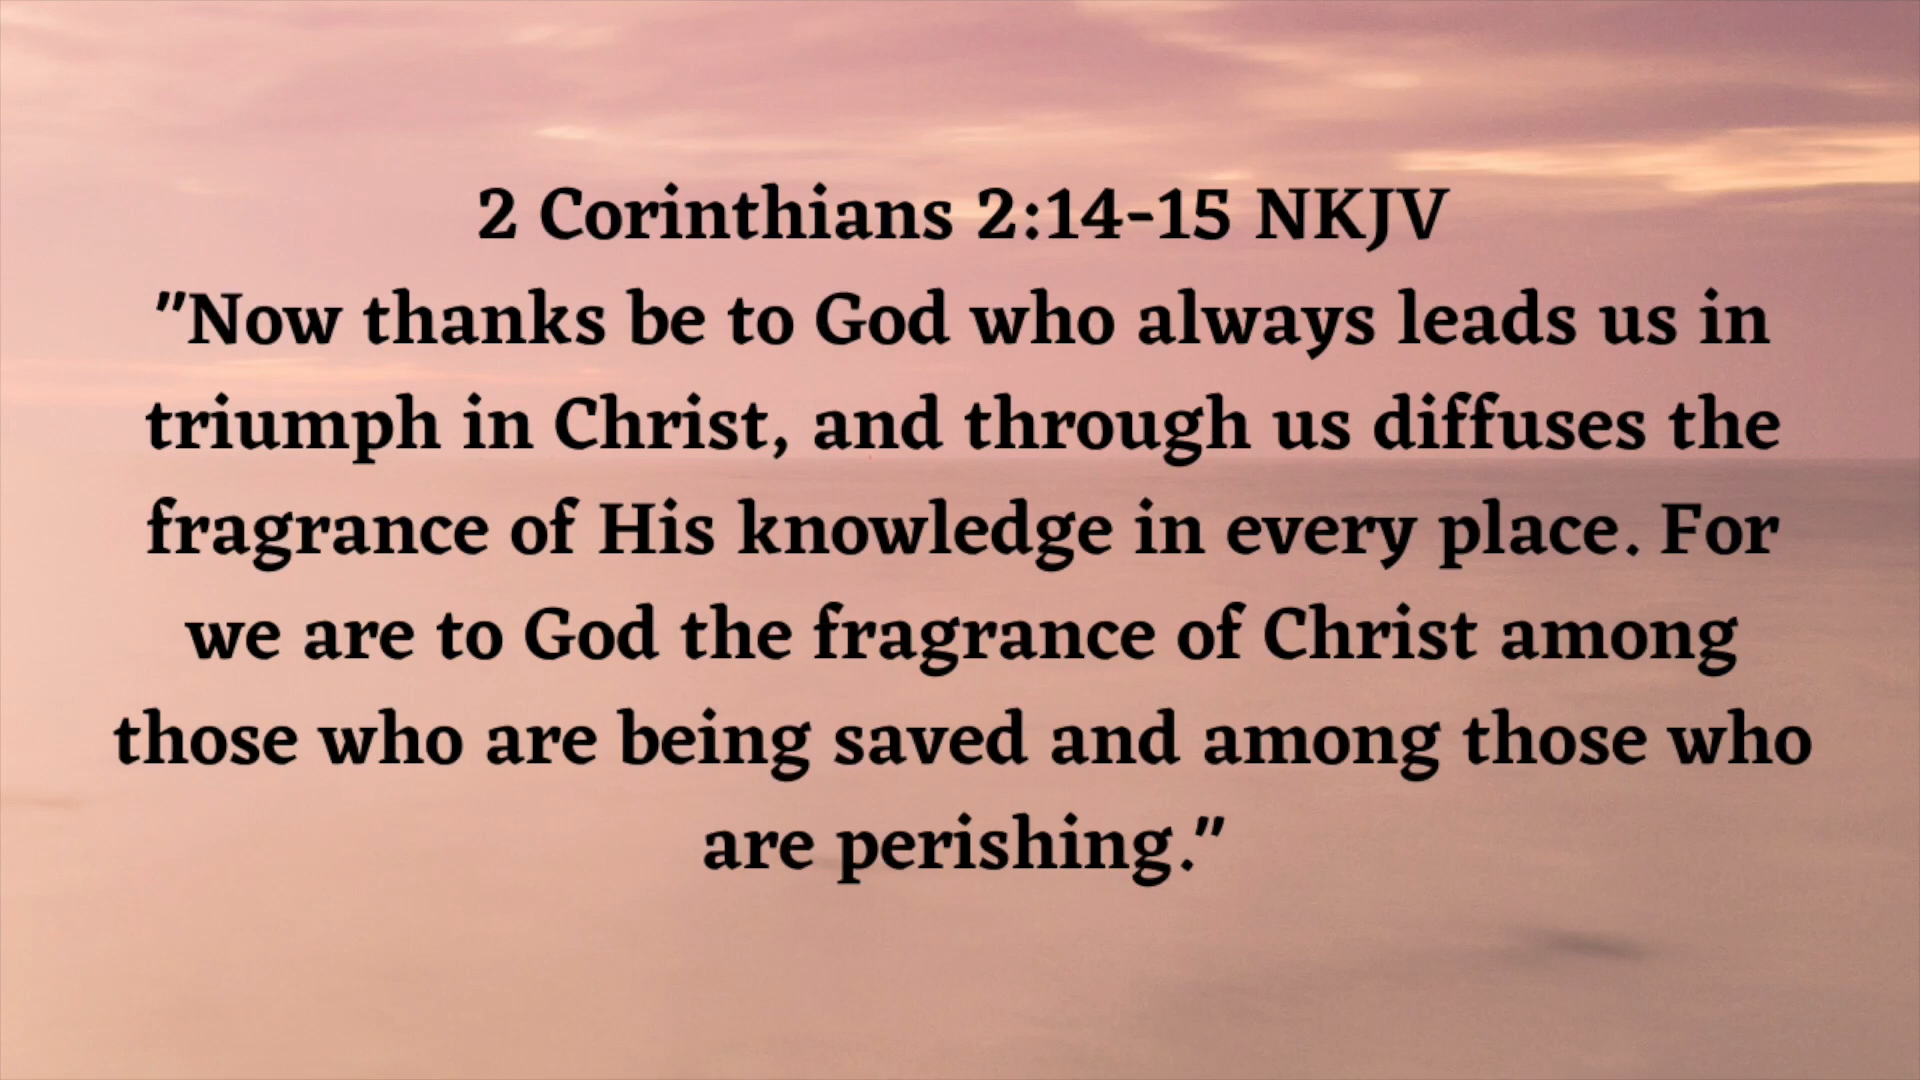 2 Corinthians 2:14-15 NKJV
"Now thanks be to God who always leads us in
triumph in Christ, and through us diffuses the
fragrance of His knowledge in every place. For
we are to God the fragrance of Christ among
those who are being saved and among those who
are perishing."